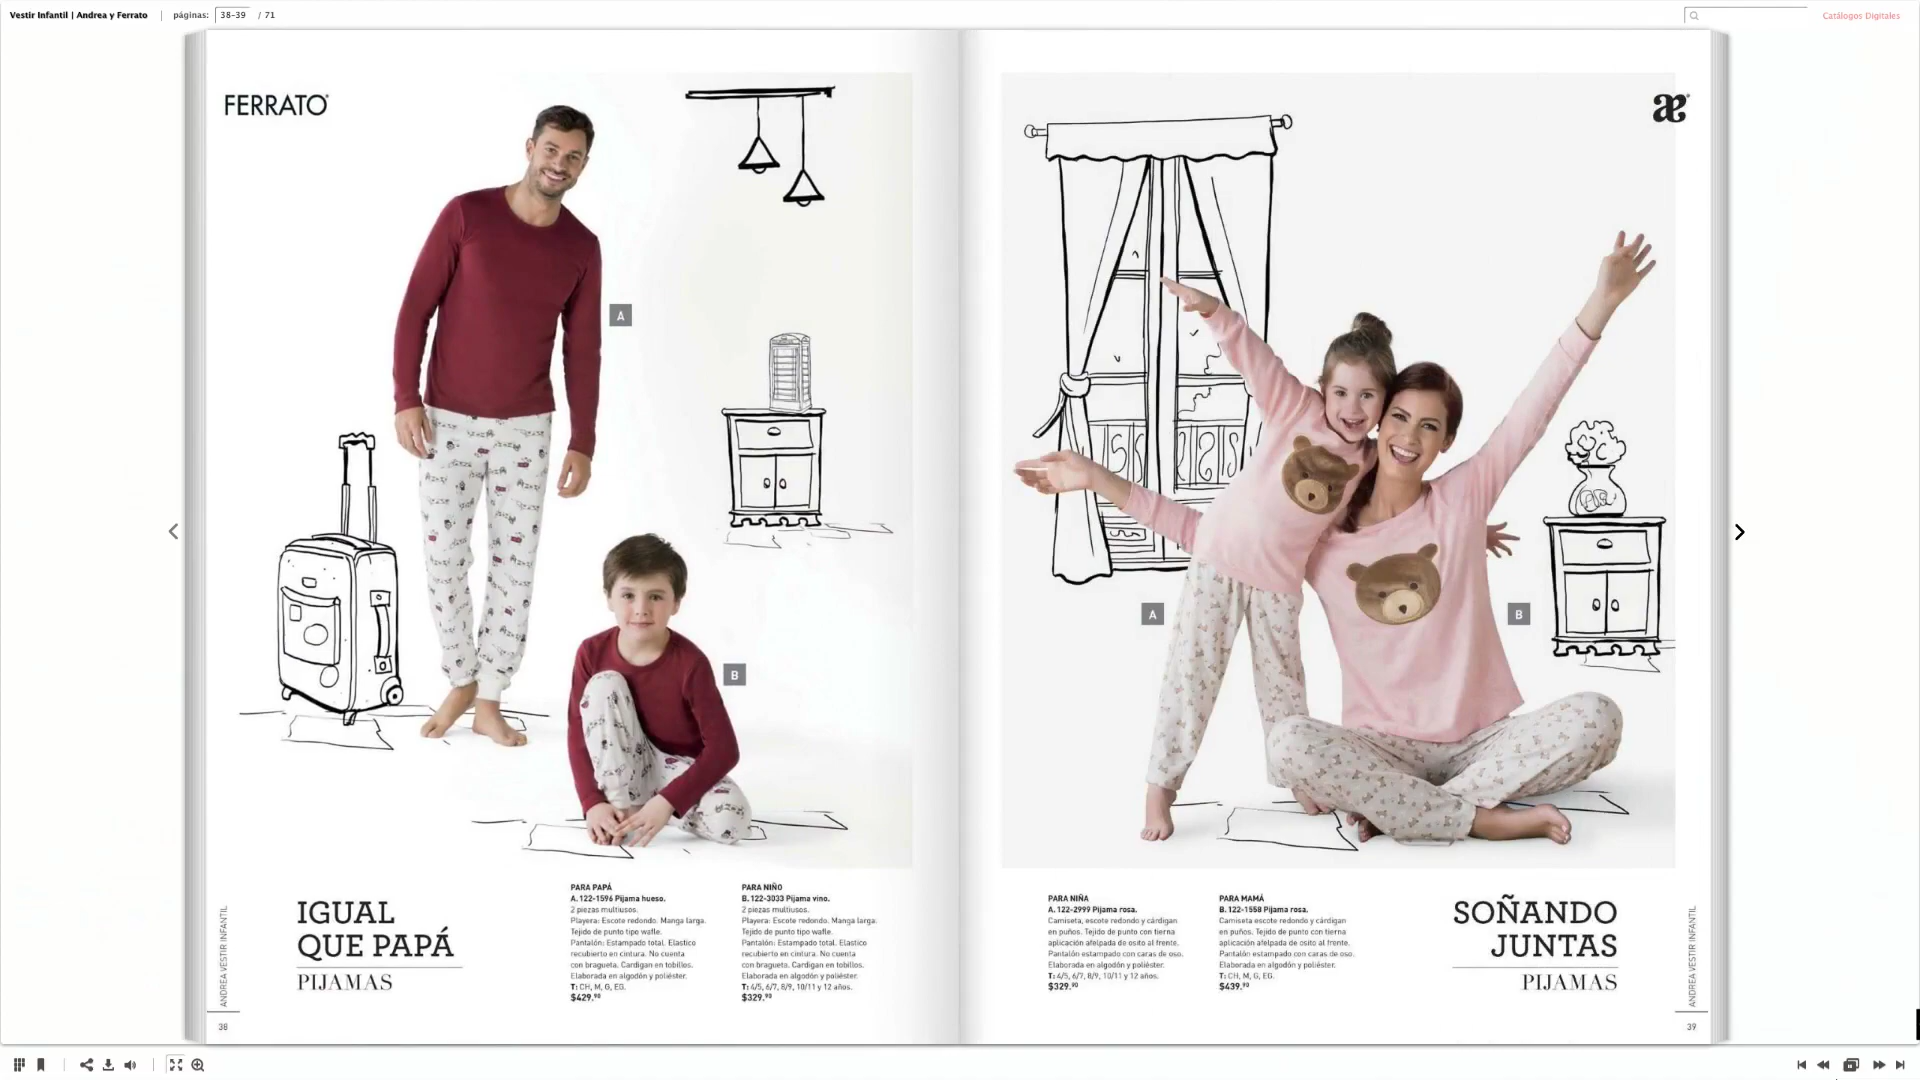 Vestir Infantil | Andrea y Ferrato
páginas: 38-39 / 71
Catálogos Digitales
FERRATO
A
B
IGUAL
QUE PAPÁ
PIJAMAS
PARA PAPÁ
A. 122-1596 Pijama hueso.
2 piezas multiusos.
Playera: Escote redondo. Manga larga.
Tejido de punto tipo wafle.
Pantalón: Estampado total. Elastico
recubierto en cintura. No cuenta
con bragueta. Cardigan en tobillos.
Elaborada en algodón y poliéster.
T: CH, M, G, EG.
$429.90
PARA NIÑO
B. 122-3033 Pijama vino.
2 piezas multiusos.
Playera: Escote redondo. Manga larga.
Tejido de punto tipo wafle.
Pantalón: Estampado total. Elastico
recubierto en cintura. No cuenta
con bragueta. Cardigan en tobillos.
Elaborada en algodón y poliéster.
T: 4/5, 6/7, 8/9, 10/11 y 12 años.
$329.90
ANDREA VESTIR INFANTIL
38
æ
A
B
PARA NIÑA
A. 122-2999 Pijama rosa.
Camiseta, escote redondo y cárdigan
en puños. Tejido de punto con tierna
aplicación afelpada de osito al frente.
Pantalón estampado con caras de oso.
Elaborada en algodón y poliéster.
T: 4/5, 6/7, 8/9, 10/11 y 12 años.
$329.90
PARA MAMÁ
B. 122-1558 Pijama rosa.
Camiseta escote redondo y cárdigan
en puños. Tejido de punto con tierna
aplicación afelpada de osito al frente.
Pantalón estampado con caras de oso.
Elaborada en algodón y poliéster.
T: CH, M, G, EG.
$439.90
SOÑANDO
JUNTAS
PIJAMAS
ANDREA VESTIR INFANTIL
39